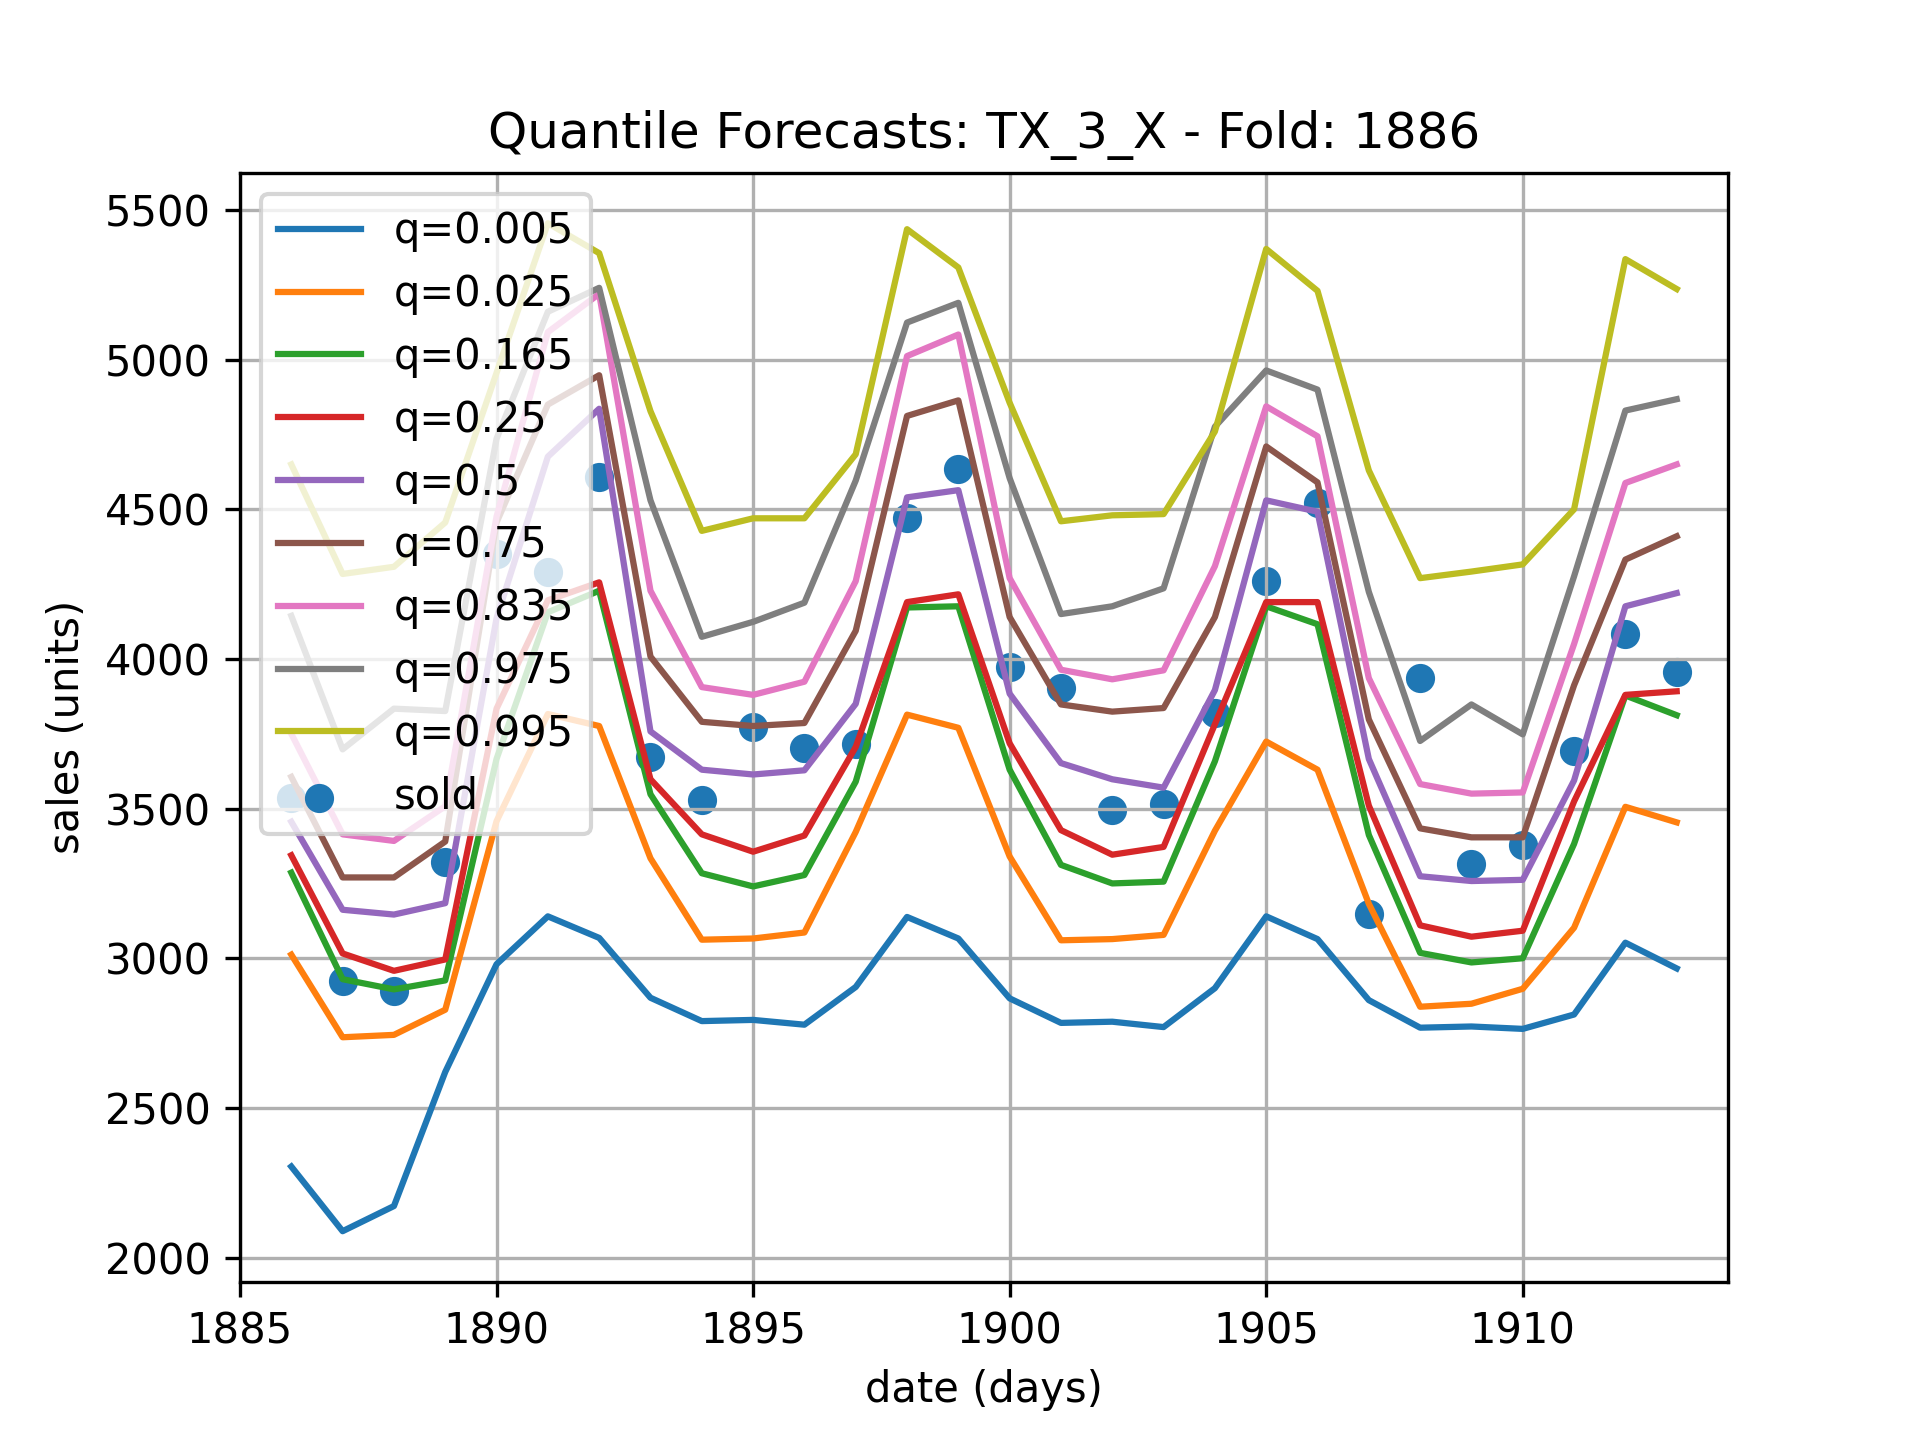 Quantile Forecasts: TX_3_X - Fold: 1886
5500
5000
4500
4000
3500
3000
2500
2000
sales (units)
q=0.005
q=0.025
q=0.165
q=0.25
q=0.5
q=0.75
q=0.835
q=0.975
q=0.995
sold
1885 1890 1895 1900 1905 1910
date (days)